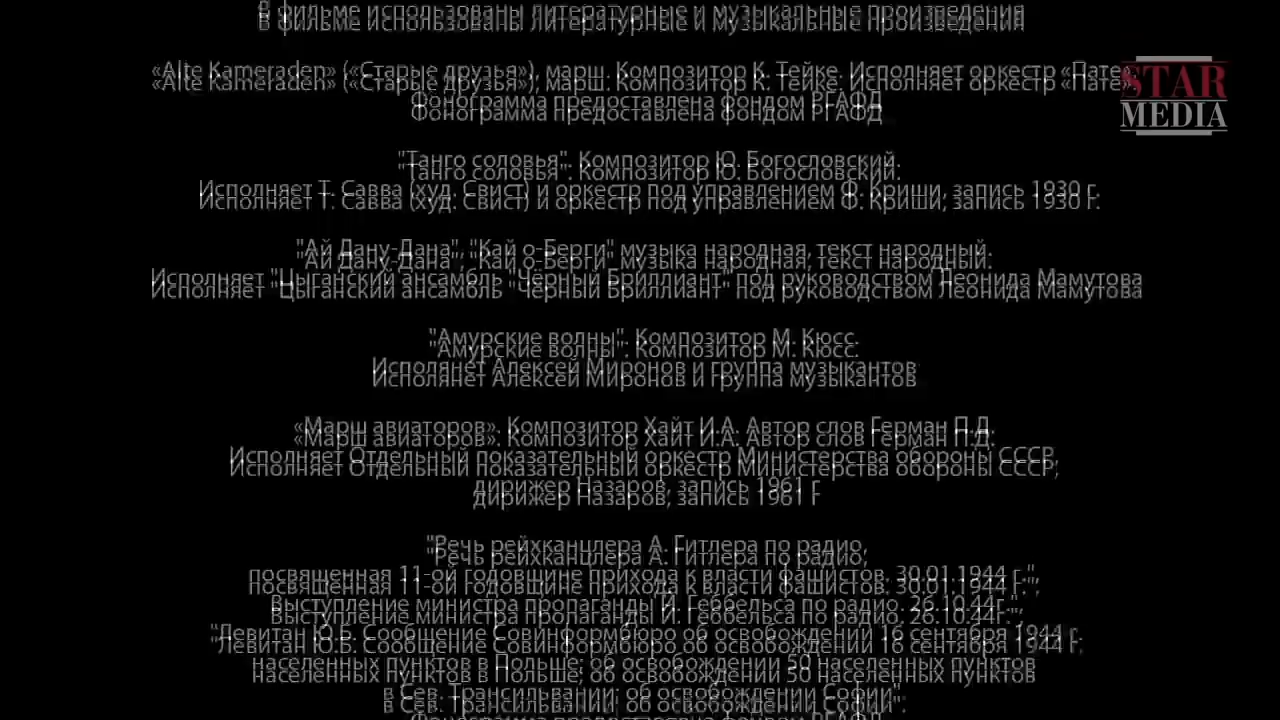 В фильме использованы литературные и музыкальные произведения
«Alte Kameraden» («Старые друзья»), марш. Композитор К. Тейке. Исполняет оркестр «Пате».
Фонограмма предоставлена фондом РГАФД
STAR
MEDIA
"Танго соловья". Композитор Ю. Богословский.
Исполняет Т. Савва (худ. Свист) и оркестр под управлением Ф. Криши, запись 1930 г.
"Ай Дану-Дана", "Кай о-Берги" музыка народная, текст народный.
Исполняет "Цыганский ансамбль "Чёрный Бриллиант" под руководством Леонида Мамутова
"Амурские волны". Композитор М. Кюсс.
Исполянет Алексей Миронов и группа музыкантов
«Марш авиаторов». Композитор Хайт И.А. Автор слов Герман П.Д.
Исполняет Отдельный показательный оркестр Министерства обороны СССР,
дирижер Назаров, запись 1961 г
"Речь рейхканцлера А. Гитлера по радио,
посвященная 11-ой годовщине прихода к власти фашистов. 30.01.1944 г.",
Выступление министра пропаганды Й. Геббельса по радио. 26.10.44г.",
"Левитан Ю.Б. Сообщение Совинформбюро об освобождении 16 сентября 1944 г.
населенных пунктов в Польше; об освобождении 50 населенных пунктов
в Сев. Трансильвании; об освобождении Софии".
Фонограмма предоставлена фондом РГАФД